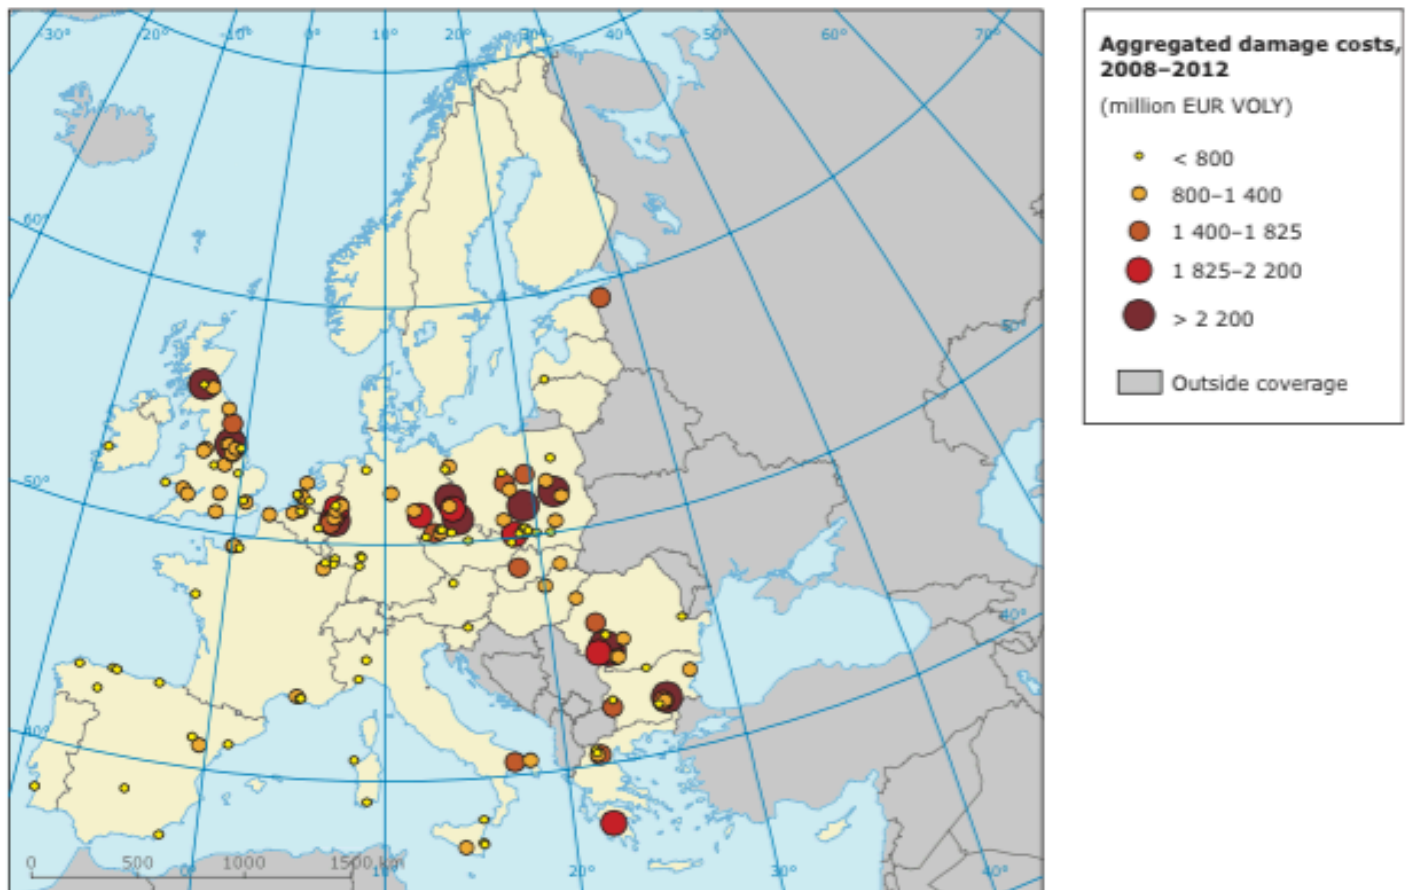 -30° -20° -10° 0° 10° 20° 30° 40° 60° 70°
60°
50°
50°
40°
40°
0 500 1000 1500 km
0° 10° 20° 30° 40°
Aggregated damage costs,
2008–2012
(million EUR VOLY)
< 800
800–1 400
1 400–1 825
1 825–2 200
> 2 200
Outside coverage